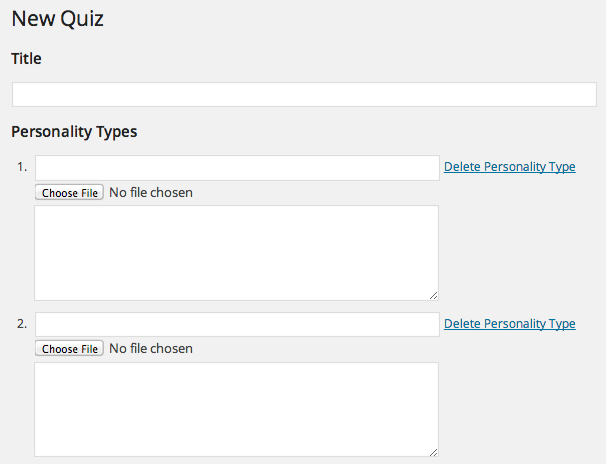 New Quiz
Title
Personality Types
1. Delete Personality Type
Choose File No file chosen
2. Delete Personality Type
Choose File No file chosen